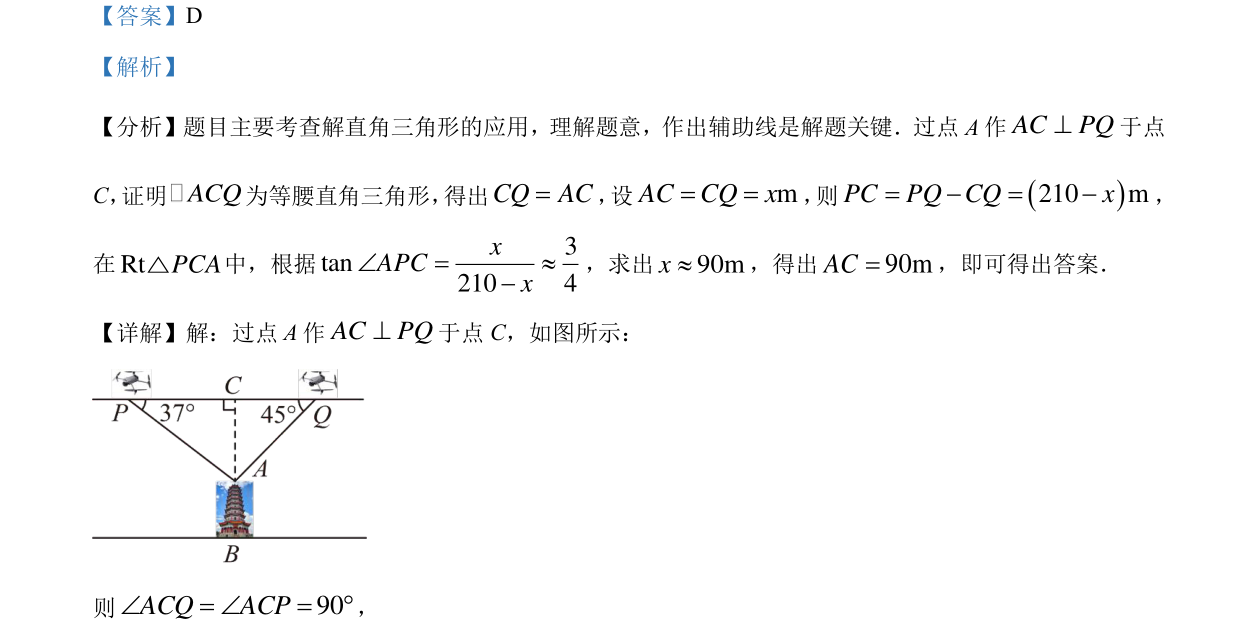 【答案】D
【解析】
【分析】题目主要考查解直角三角形的应用，理解题意，作出辅助线是解题关键．过点 A 作 AC ⊥ PQ 于点
C，证明□ACQ 为等腰直角三角形，得出 CQ = AC，设 AC = CQ = xm，则 PC = PQ − CQ = (210 − x)m，
在 Rt△PCA 中，根据 tan ∠APC = x/(210 − x) ≈ 3/4，求出 x ≈ 90m，得出 AC = 90m，即可得出答案．
【详解】解：过点 A 作 AC ⊥ PQ 于点 C，如图所示：
C
P 37° 45° Q
A
B
则 ∠ACQ = ∠ACP = 90°，